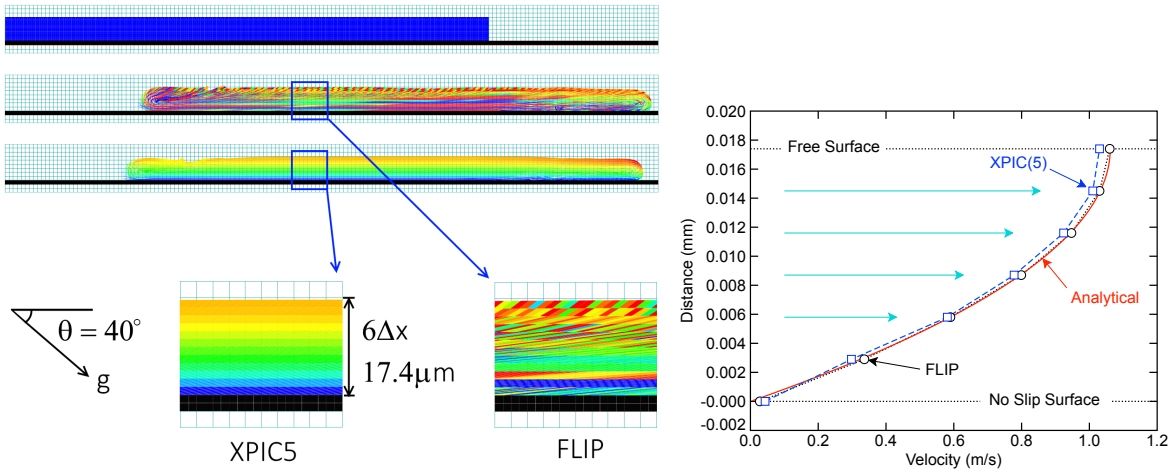 θ = 40°
g
6Δx
17.4μm
XPIC5
FLIP
0.020
0.018
0.016
0.014
0.012
0.010
0.008
0.006
0.004
0.002
-0.000
-0.002
Distance (mm)
Free Surface
XPIC(5)
Analytical
FLIP
No Slip Surface
0.0 0.2 0.4 0.6 0.8 1.0 1.2
Velocity (m/s)